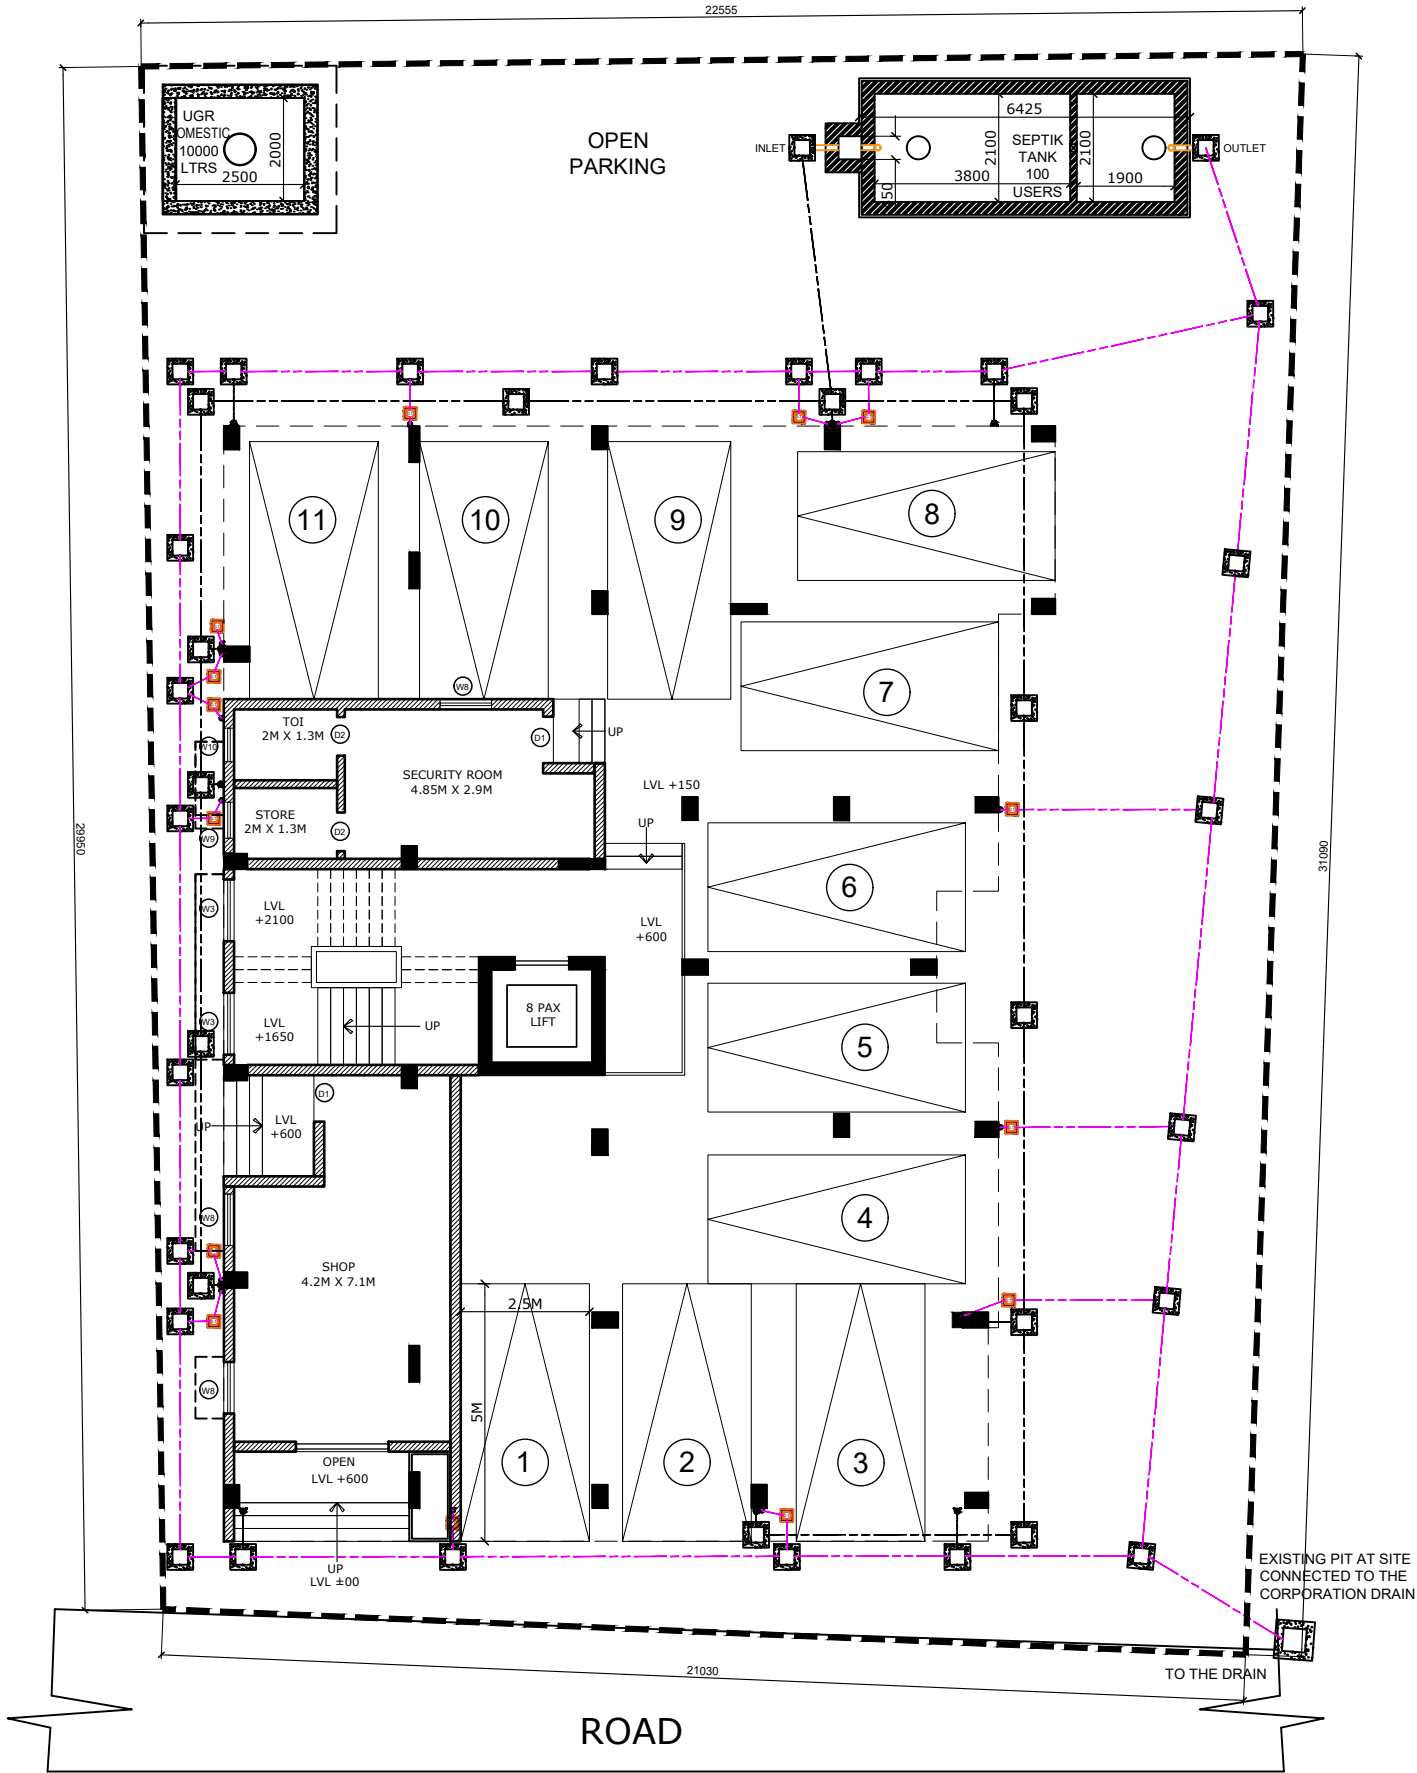 22555
UGR
OMESTIC
10000
LTRS
2000
2500
OPEN
PARKING
INLET
6425
2100
SEPTIK
TANK
100
USERS
2100
3800
1900
50
OUTLET
11
10
9
8
7
W8
TOI
2M X 1.3M
D2
D1
UP
W10
SECURITY ROOM
4.85M X 2.9M
LVL +150
STORE
2M X 1.3M
D2
W9
UP
29950
31090
6
W3
LVL
+2100
LVL
+600
8 PAX
LIFT
W3
LVL
+1650
UP
5
D1
UP
LVL
+600
4
W8
SHOP
4.2M X 7.1M
2.5M
W8
5M
1
2
3
OPEN
LVL +600
UP
LVL ±00
EXISTING PIT AT SITE
CONNECTED TO THE
CORPORATION DRAIN
21030
TO THE DRAIN
ROAD